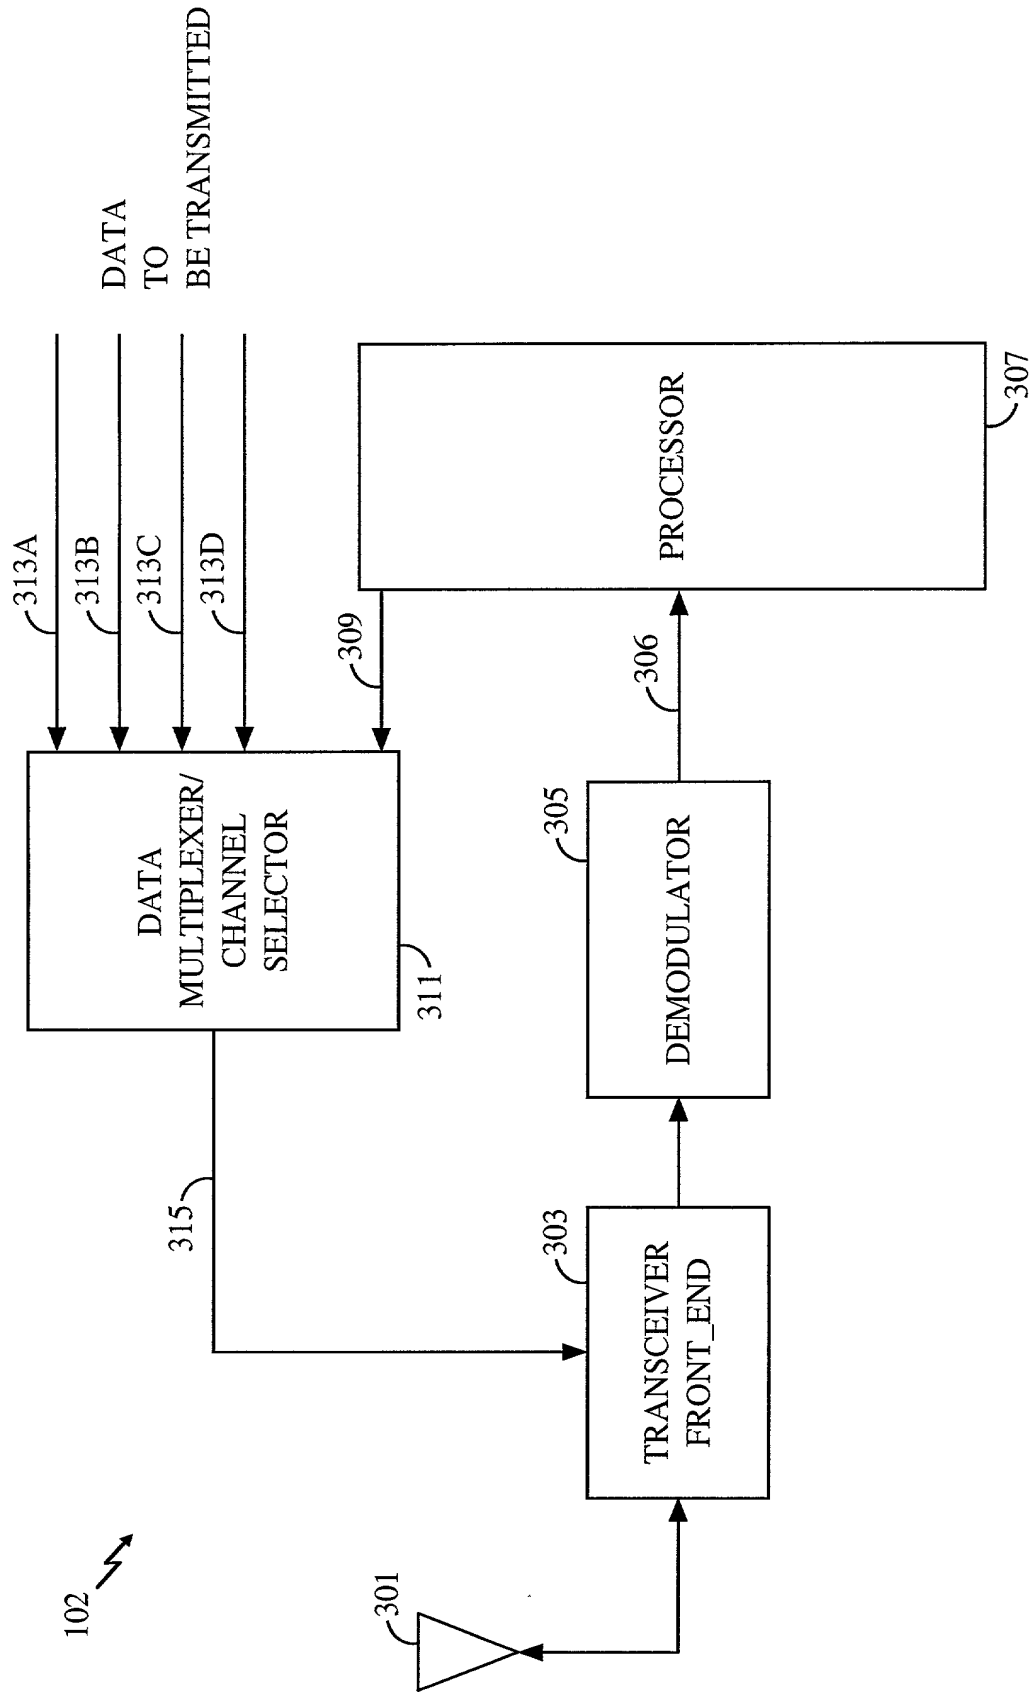 102
301
315
DATA
MULTIPLEXER/
CHANNEL
SELECTOR
311
313A
313B
313C
313D
DATA
TO
BE TRANSMITTED
309
303
TRANSCEIVER
FRONT_END
305
DEMODULATOR
306
PROCESSOR
307